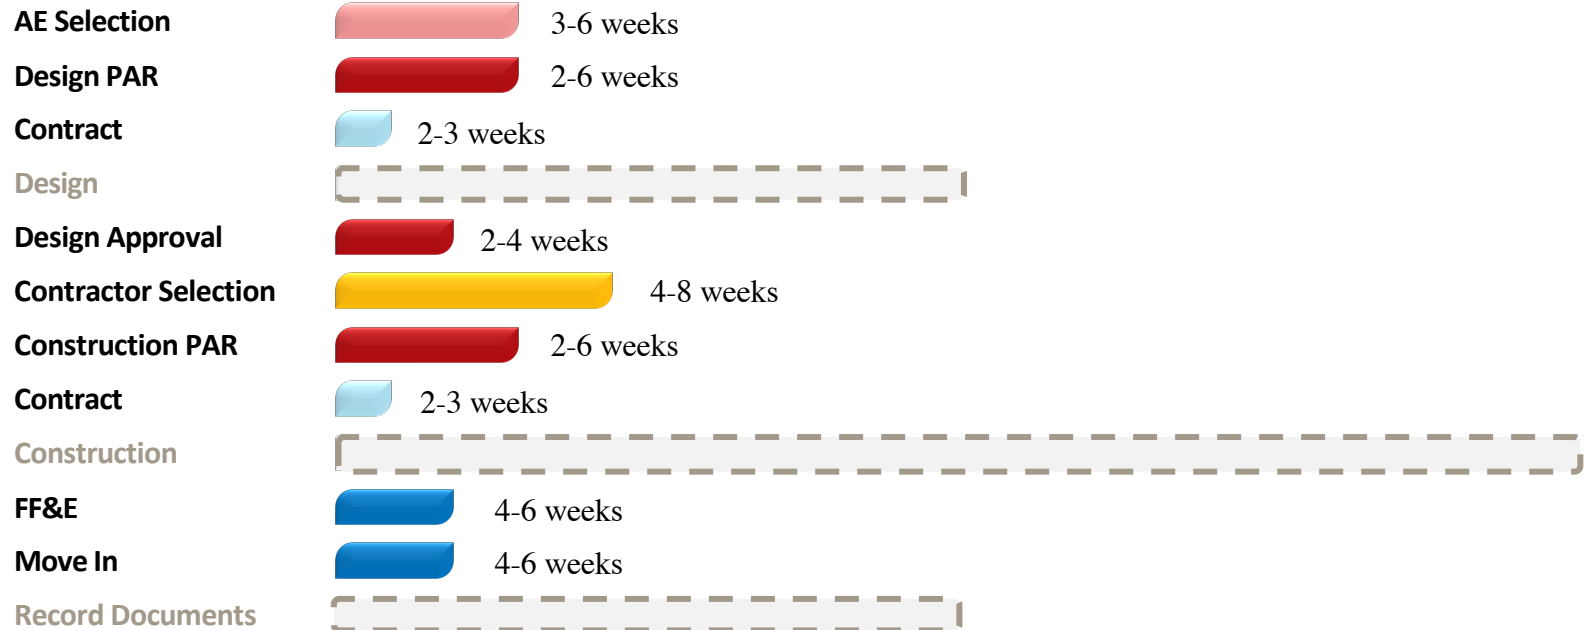 AE Selection 3-6 weeks
Design PAR 2-6 weeks
Contract 2-3 weeks
Design
Design Approval 2-4 weeks
Contractor Selection 4-8 weeks
Construction PAR 2-6 weeks
Contract 2-3 weeks
Construction
FF&E 4-6 weeks
Move In 4-6 weeks
Record Documents